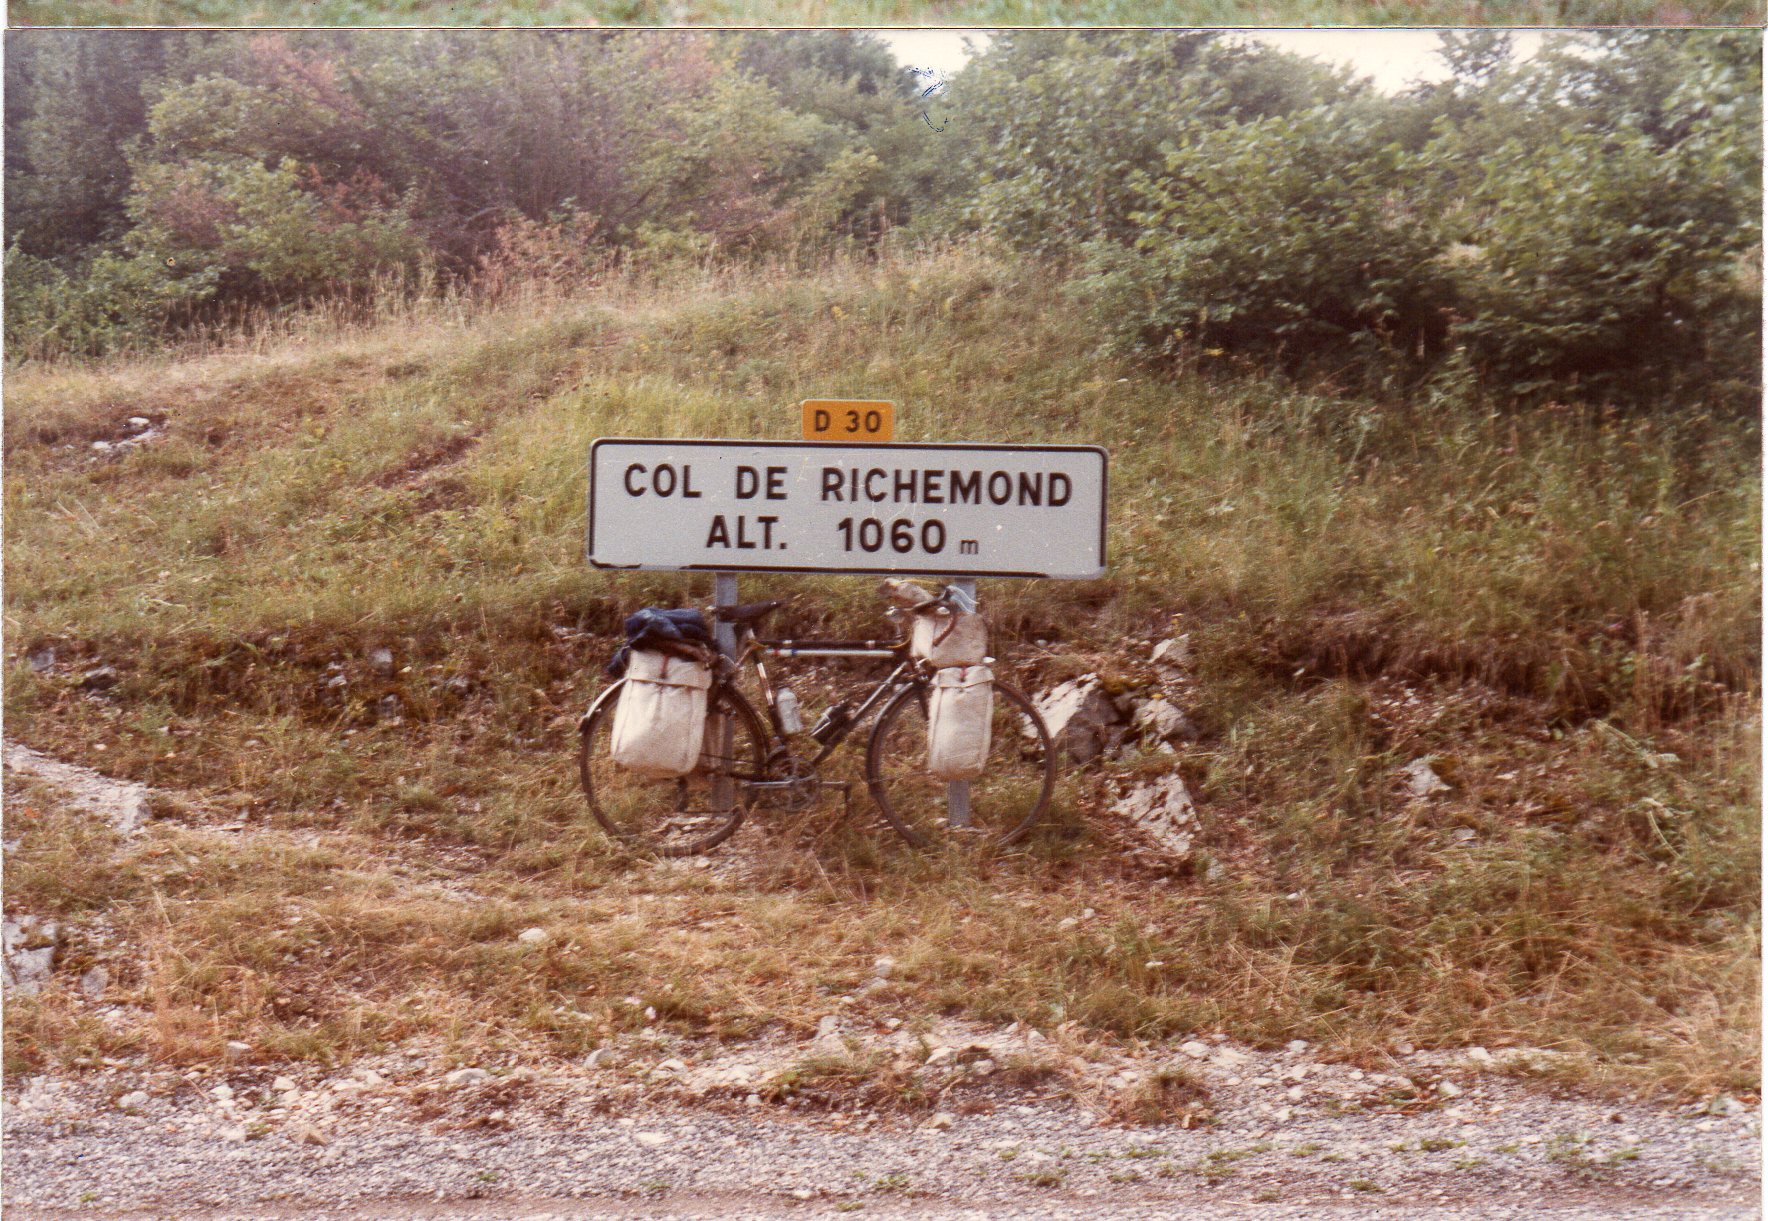 D 30
COL DE RICHEMOND
ALT. 1060 m